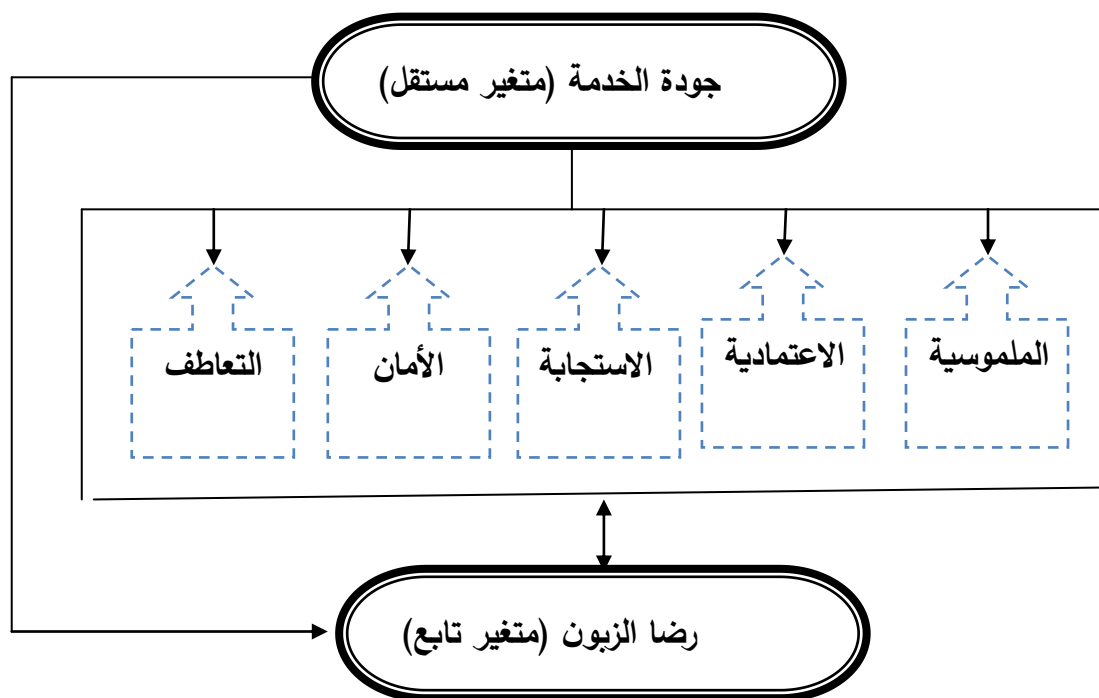 جودة الخدمة (متغير مستقل)
الملموسية
الاعتمادية
الاستجابة
الأمان
التعاطف
رضا الزبون (متغير تابع)